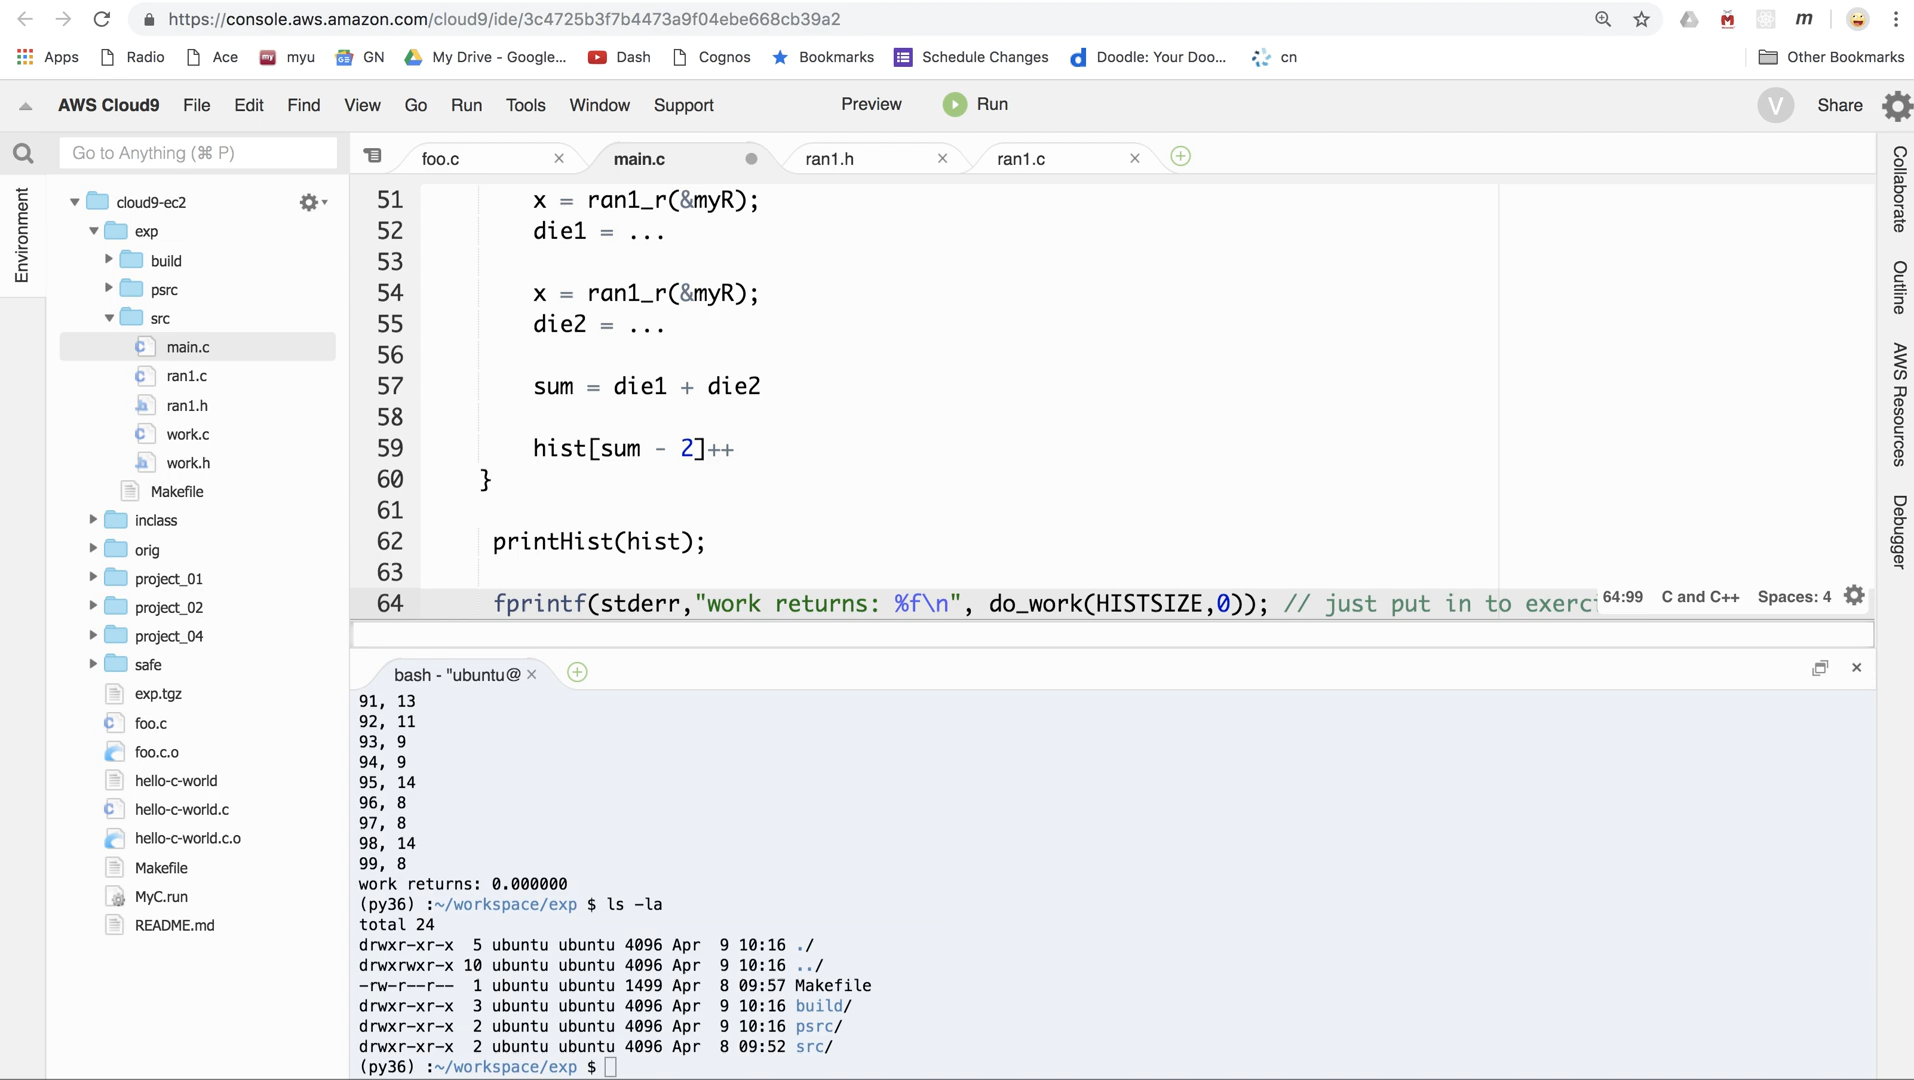 https://console.aws.amazon.com/cloud9/ide/3c4725b3f7b4473a9f04ebe668cb39a2
m
Apps Radio Ace my myu GN My Drive - Google... Dash Cognos Bookmarks Schedule Changes Doodle: Your Doo... cn Other Bookmarks
AWS Cloud9 File Edit Find View Go Run Tools Window Support Preview Run V Share
Go to Anything (⌘ P)
foo.c
main.c
ran1.h
ran1.c
Environment
cloud9-ec2
exp
build
psrc
src
main.c
ran1.c
ran1.h
work.c
work.h
Makefile
inclass
orig
project_01
project_02
project_04
safe
exp.tgz
foo.c
foo.c.o
hello-c-world
hello-c-world.c
hello-c-world.c.o
Makefile
MyC.run
README.md
51 x = ran1_r(&myR);
52 die1 = ...
53
54 x = ran1_r(&myR);
55 die2 = ...
56
57 sum = die1 + die2
58
59 hist[sum - 2]++
60 }
61
62 printHist(hist);
63
64 fprintf(stderr,"work returns: %f\n", do_work(HISTSIZE,0)); // just put in to exerc
64:99 C and C++ Spaces: 4
Collaborate
Outline
AWS Resources
Debugger
bash - "ubuntu@
91, 13
92, 11
93, 9
94, 9
95, 14
96, 8
97, 8
98, 14
99, 8
work returns: 0.000000
(py36) :~/workspace/exp $ ls -la
total 24
drwxr-xr-x 5 ubuntu ubuntu 4096 Apr 9 10:16 ./
drwxrwxr-x 10 ubuntu ubuntu 4096 Apr 9 10:16 ../
-rw-r--r-- 1 ubuntu ubuntu 1499 Apr 8 09:57 Makefile
drwxr-xr-x 3 ubuntu ubuntu 4096 Apr 9 10:16 build/
drwxr-xr-x 2 ubuntu ubuntu 4096 Apr 9 10:16 psrc/
drwxr-xr-x 2 ubuntu ubuntu 4096 Apr 8 09:52 src/
(py36) :~/workspace/exp $